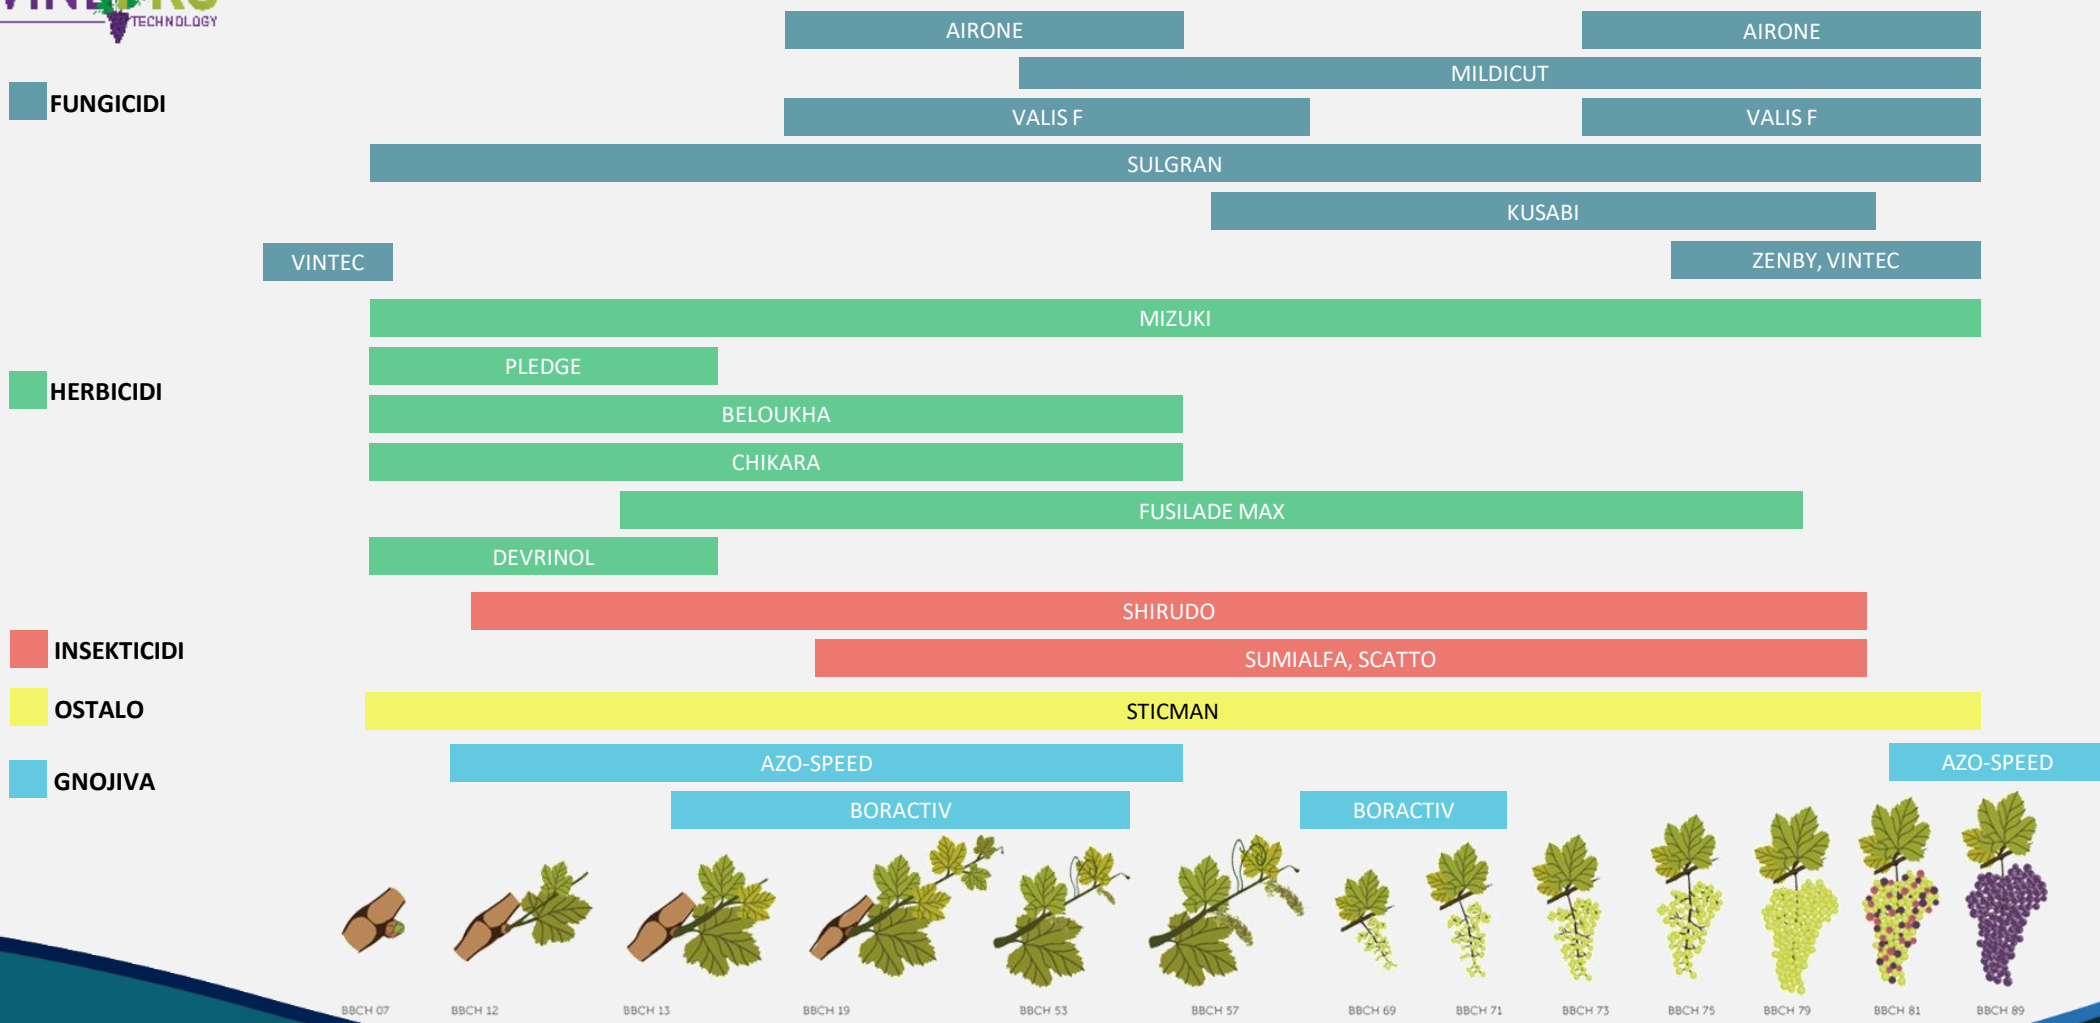 TECHNOLOGY
AIRONE AIRONE
MILDICUT
FUNGICIDI
VALIS F VALIS F
SULGRAN
KUSABI
VINTEC ZENBY, VINTEC
MIZUKI
PLEDGE
HERBICIDI
BELOUKHA
CHIKARA
FUSILADE MAX
DEVRINOL
SHIRUDO
INSEKTICIDI
SUMIALFA, SCATTO
OSTALO
STICMAN
AZO-SPEED AZO-SPEED
GNOJIVA
BORACTIV BORACTIV
BBCH 07 BBCH 12 BBCH 13 BBCH 19 BBCH 53 BBCH 57 BBCH 69 BBCH 71 BBCH 73 BBCH 75 BBCH 79 BBCH 81 BBCH 89